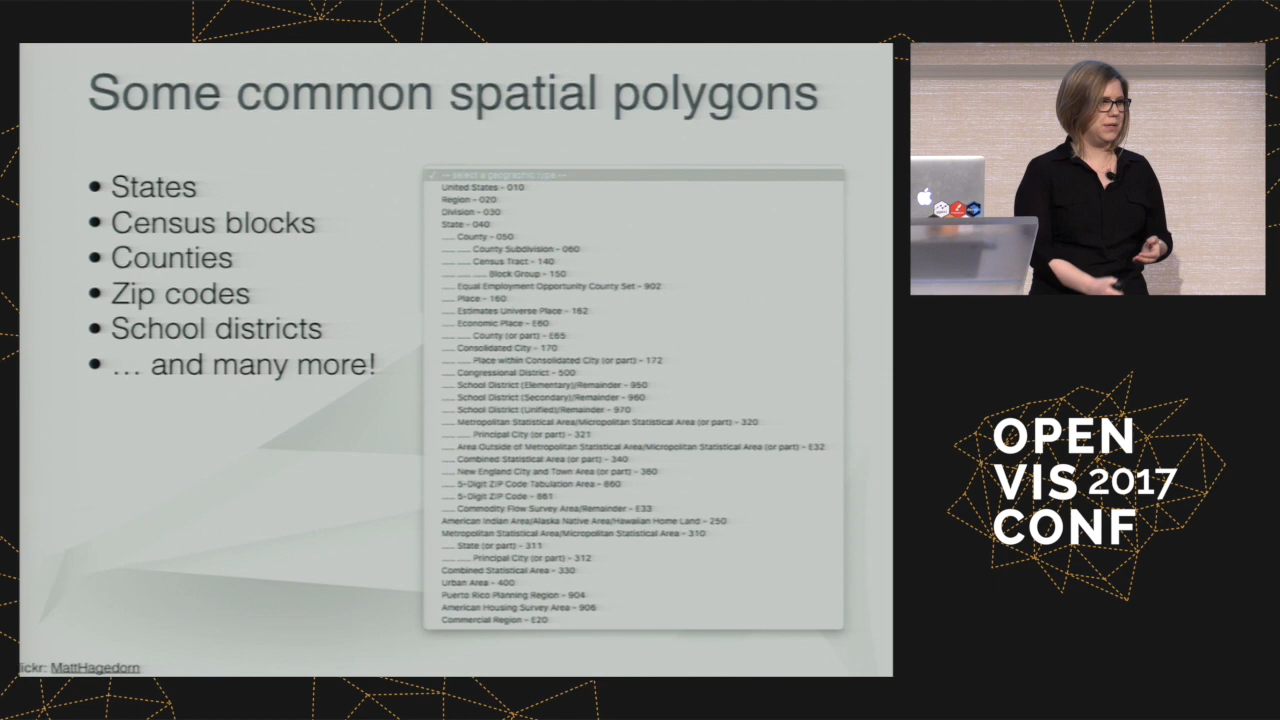 Some common spatial polygons
• States
• Census blocks
• Counties
• Zip codes
• School districts
• … and many more!
✓ -- select a geographic type --
United States - 010
Region - 020
Division - 030
State - 040
..... County - 050
..... ..... County Subdivision - 060
..... ..... Census Tract - 140
..... ..... ..... Block Group - 150
..... Equal Employment Opportunity County Set - 902
..... Place - 160
..... Estimates Universe Place - 162
..... Economic Place - E60
..... ..... County (or part) - E65
..... Consolidated City - 170
..... ..... Place within Consolidated City (or part) - 172
..... Congressional District - 500
..... School District (Elementary)/Remainder - 950
..... School District (Secondary)/Remainder - 960
..... School District (Unified)/Remainder - 970
..... Metropolitan Statistical Area/Micropolitan Statistical Area (or part) - 320
..... ..... Principal City (or part) - 321
..... Area Outside of Metropolitan Statistical Area/Micropolitan Statistical Area (or part) - E32
..... Combined Statistical Area (or part) - 340
..... New England City and Town Area (or part) - 360
..... 5-Digit ZIP Code Tabulation Area - 860
..... 5-Digit ZIP Code - 861
..... Commodity Flow Survey Area/Remainder - E33
American Indian Area/Alaska Native Area/Hawaiian Home Land - 250
Metropolitan Statistical Area/Micropolitan Statistical Area - 310
..... State (or part) - 311
..... ..... Principal City (or part) - 312
Combined Statistical Area - 330
Urban Area - 400
Puerto Rico Planning Region - 904
American Housing Survey Area - 906
Commercial Region - E20
lickr: MattHagedorn
OPEN
VIS 2017
CONF